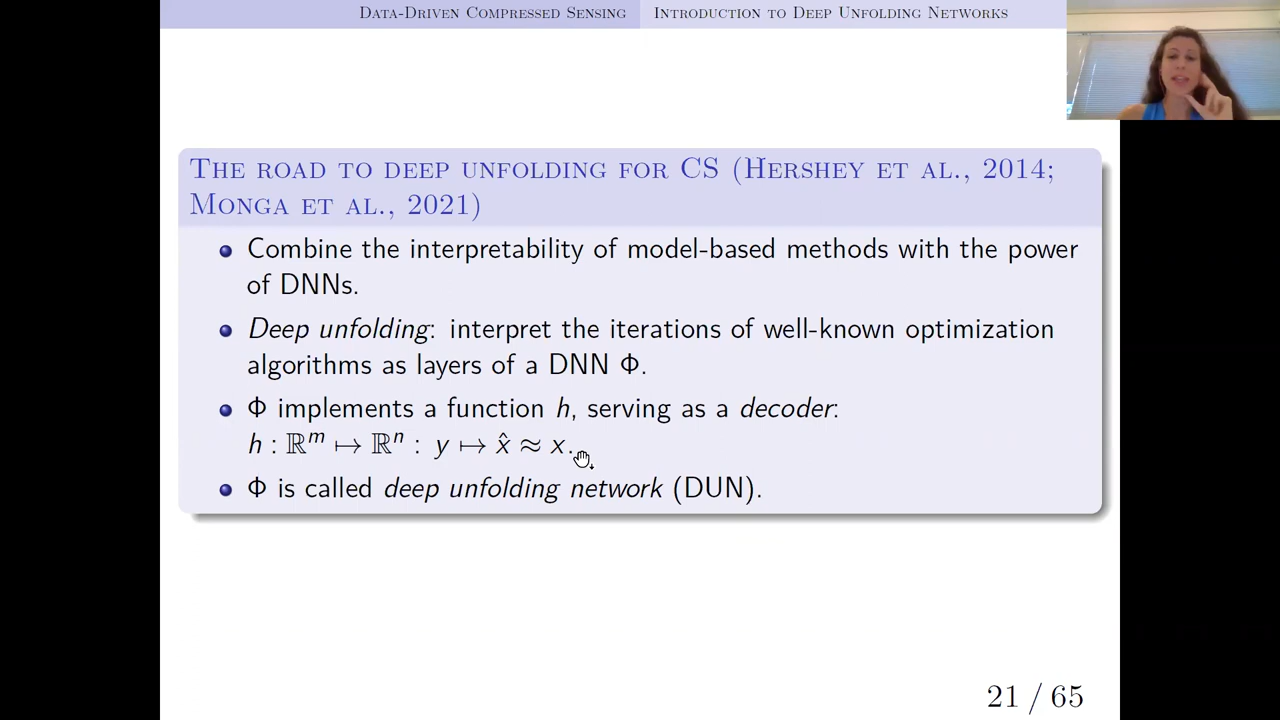 Data-Driven Compressed Sensing Introduction to Deep Unfolding Networks
The road to deep unfolding for CS (Hershey et al., 2014;
Monga et al., 2021)
Combine the interpretability of model-based methods with the power
of DNNs.
Deep unfolding: interpret the iterations of well-known optimization
algorithms as layers of a DNN Φ.
Φ implements a function h, serving as a decoder:
h : ℝᵐ ↦ ℝⁿ : y ↦ x̂ ≈ x.
Φ is called deep unfolding network (DUN).
21 / 65